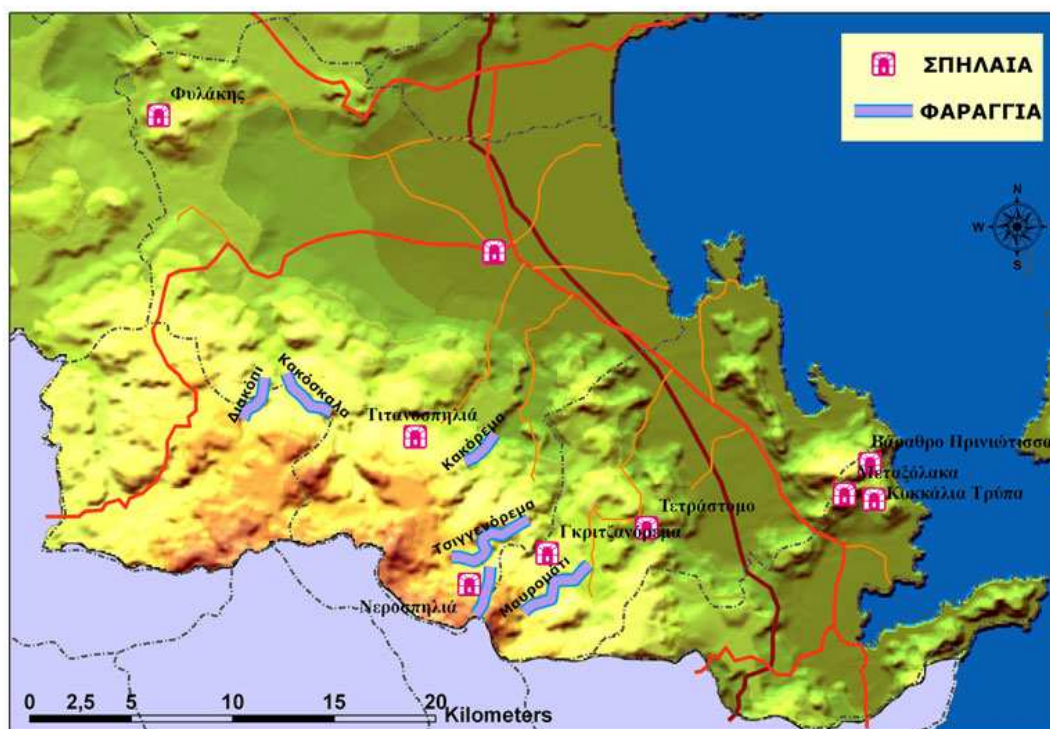 ΣΠΗΛΑΙΑ
ΦΑΡΑΓΓΙΑ
Φυλάκης
N
W E
S
Διακόπι
Κακόσκαλα
Τιτανοσπηλιά
Κακόρεμα
Βάραθρο Πρινιώτισσα
Μεταξόλακα
Κοκκάλια Τρύπα
Τετράστομο
Τσιγγενόρεμα
Γκριτζανόρεμα
Νεροσπηλιά
Μαυρομάτι
0 2,5 5 10 15 20
Kilometers